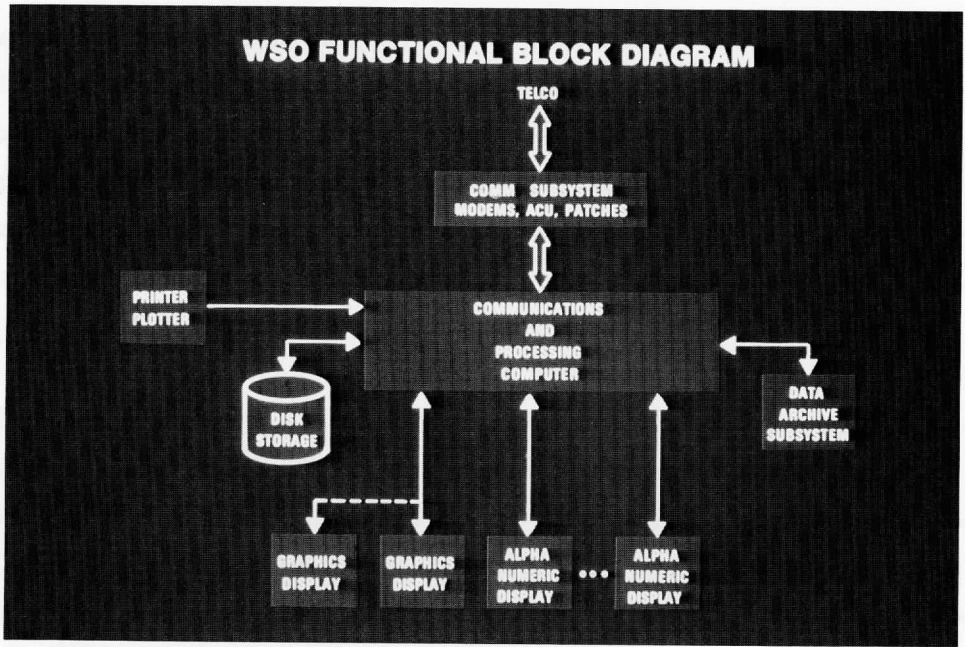 WSO FUNCTIONAL BLOCK DIAGRAM
TELCO
COMM SUBSYSTEM
MODEMS, ACU, PATCHES
PRINTER
PLOTTER
COMMUNICATIONS
AND
PROCESSING
COMPUTER
DISK
STORAGE
DATA
ARCHIVE
SUBSYSTEM
GRAPHICS
DISPLAY
GRAPHICS
DISPLAY
ALPHA
NUMERIC
DISPLAY
•••
ALPHA
NUMERIC
DISPLAY